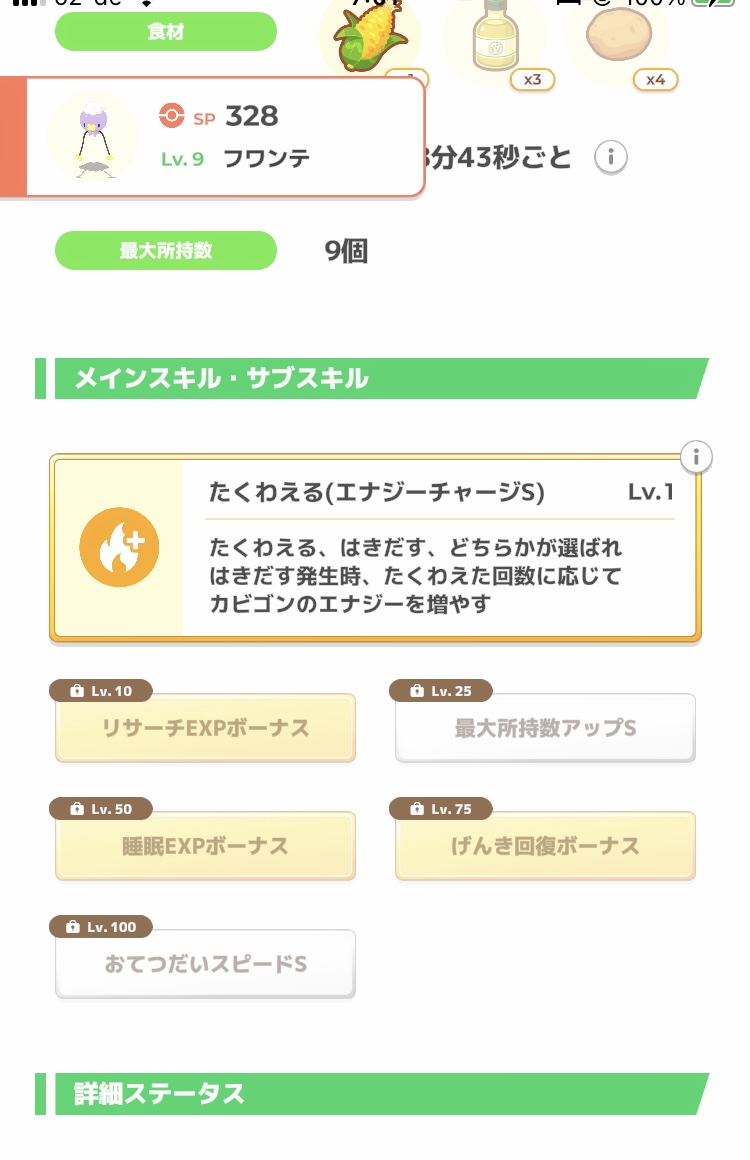 100%
食材
x3
x4
SP 328
Lv. 9 フワンテ
分43秒ごと
最大所持数
9個
メインスキル・サブスキル
たくわえる(エナジーチャージS) Lv.1
たくわえる、はきだす、どちらかが選ばれ
はきだす発生時、たくわえた回数に応じて
カビゴンのエナジーを増やす
Lv. 10
リサーチEXPボーナス
Lv. 25
最大所持数アップS
Lv. 50
睡眠EXPボーナス
Lv. 75
げんき回復ボーナス
Lv. 100
おてつだいスピードS
詳細ステータス